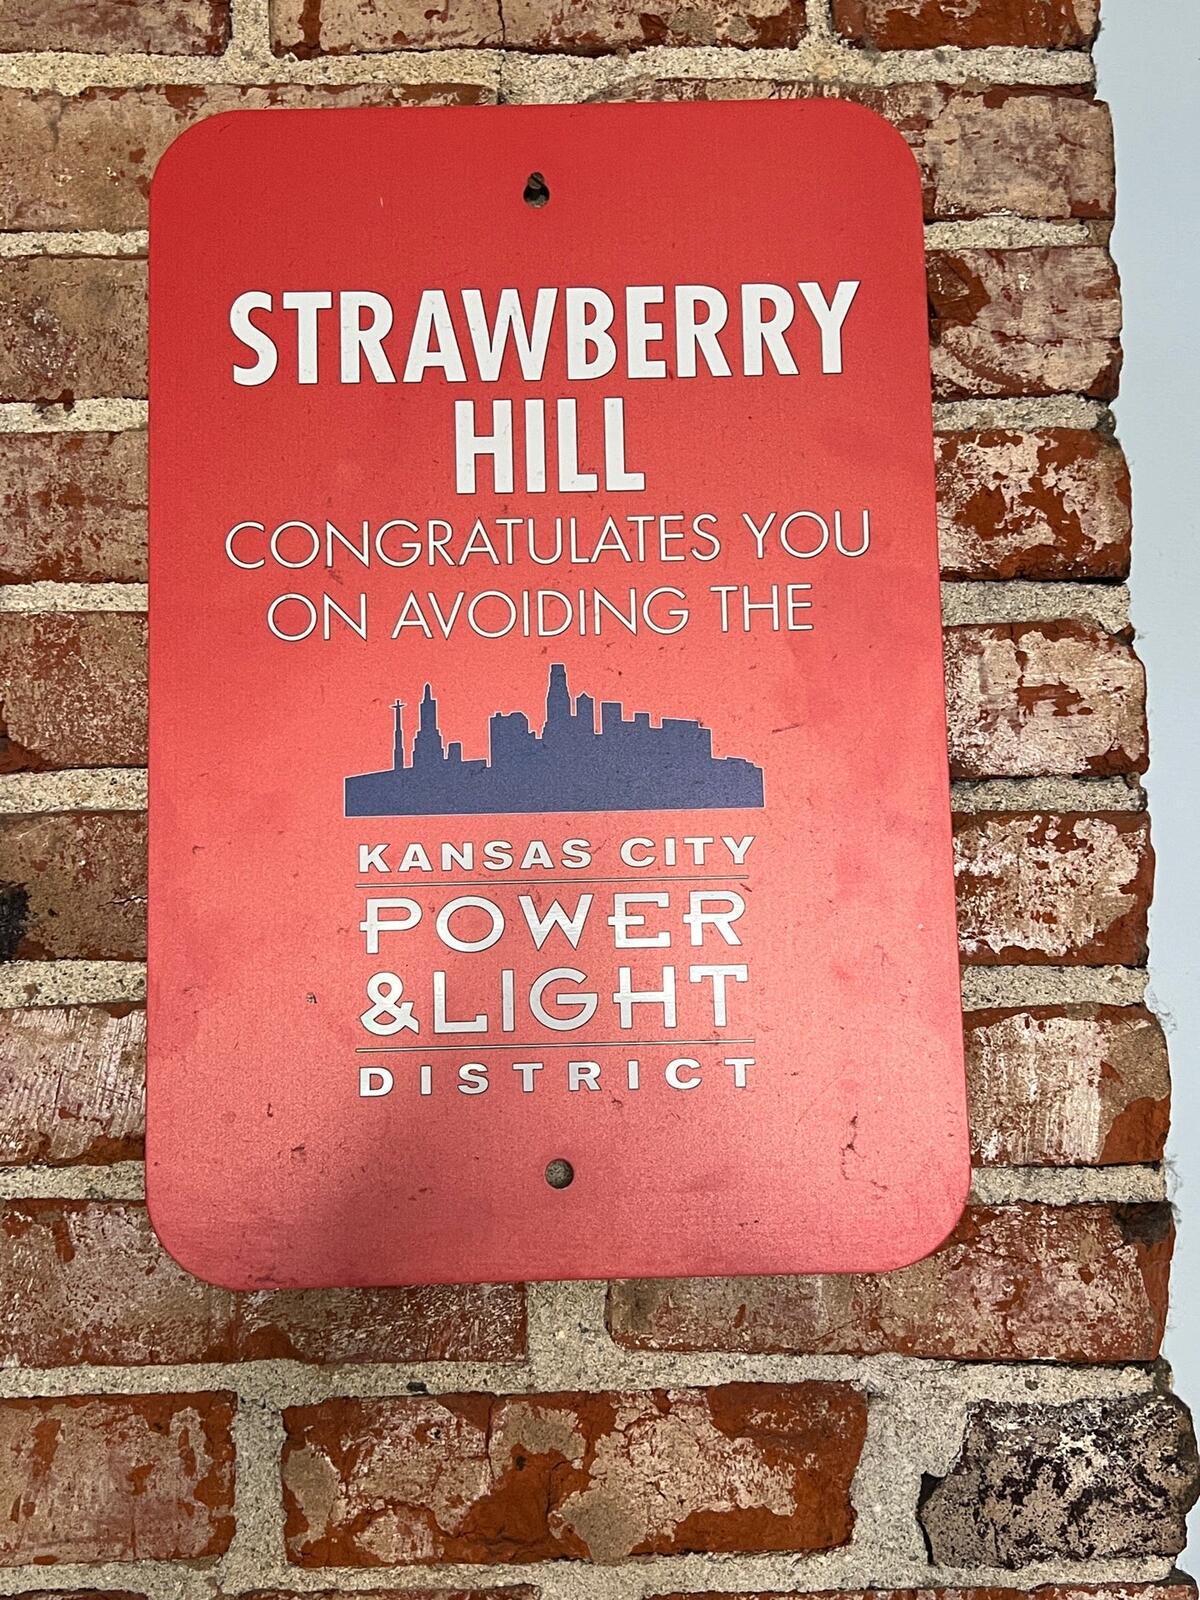 STRAWBERRY
HILL
CONGRATULATES YOU
ON AVOIDING THE
KANSAS CITY
POWER
&LIGHT
DISTRICT